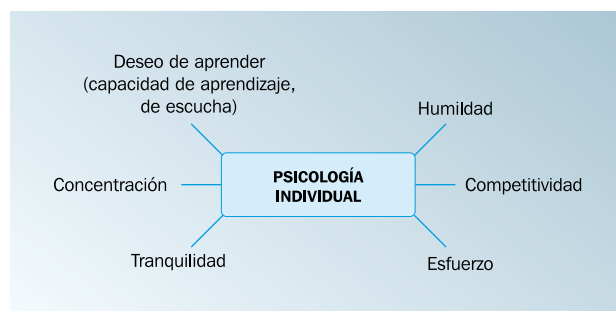 Deseo de aprender
(capacidad de aprendizaje,
de escucha)
Humildad
Concentración
PSICOLOGÍA
INDIVIDUAL
Competitividad
Tranquilidad
Esfuerzo